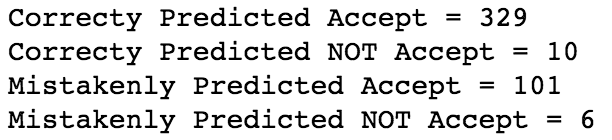 Correcty Predicted Accept = 329
Correcty Predicted NOT Accept = 10
Mistakenly Predicted Accept = 101
Mistakenly Predicted NOT Accept = 6